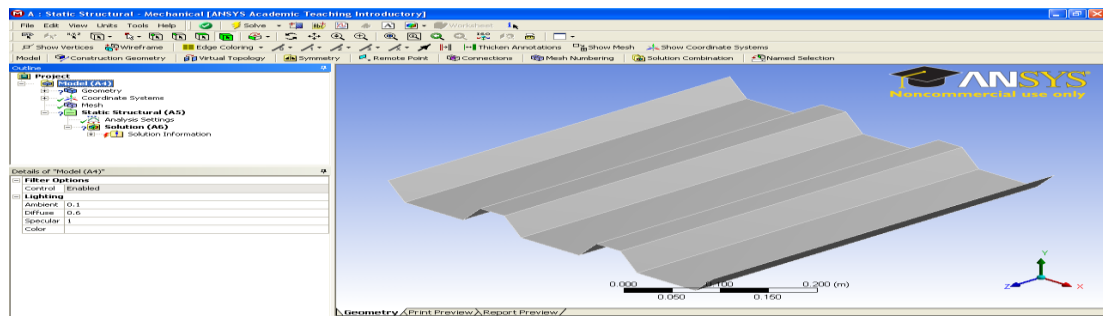 A : Static Structural - Mechanical [ANSYS Academic Teaching Introductory]
File Edit View Units Tools Help Solve Worksheet
Show Vertices Wireframe Edge Coloring Thicken Annotations Show Mesh Show Coordinate Systems
Model Construction Geometry Virtual Topology Symmetry Remote Point Connections Mesh Numbering Solution Combination Named Selection
Outline
Project
Model (A4)
Geometry
Coordinate Systems
Mesh
Static Structural (A5)
Analysis Settings
Solution (A6)
Solution Information
Details of "Model (A4)"
Filter Options
Control Enabled
Lighting
Ambient 0.1
Diffuse 0.6
Specular 1
Color
ANSYS
Noncommercial use only
0.000 0.100 0.200 (m)
0.050 0.150
Y
Z X
Geometry Print Preview Report Preview